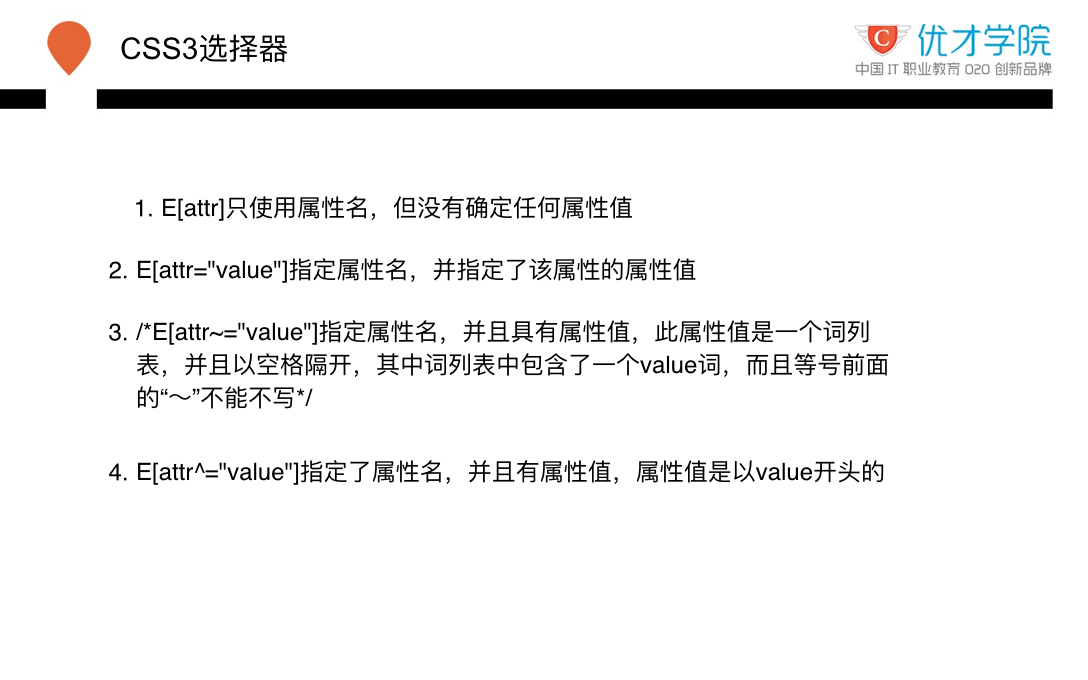 CSS3选择器
C
优才学院
中国 IT 职业教育 O2O 创新品牌
1. E[attr]只使用属性名，但没有确定任何属性值
2. E[attr="value"]指定属性名，并指定了该属性的属性值
3. /*E[attr~="value"]指定属性名，并且具有属性值，此属性值是一个词列
表，并且以空格隔开，其中词列表中包含了一个value词，而且等号前面
的“〜”不能不写*/
4. E[attr^="value"]指定了属性名，并且有属性值，属性值是以value开头的